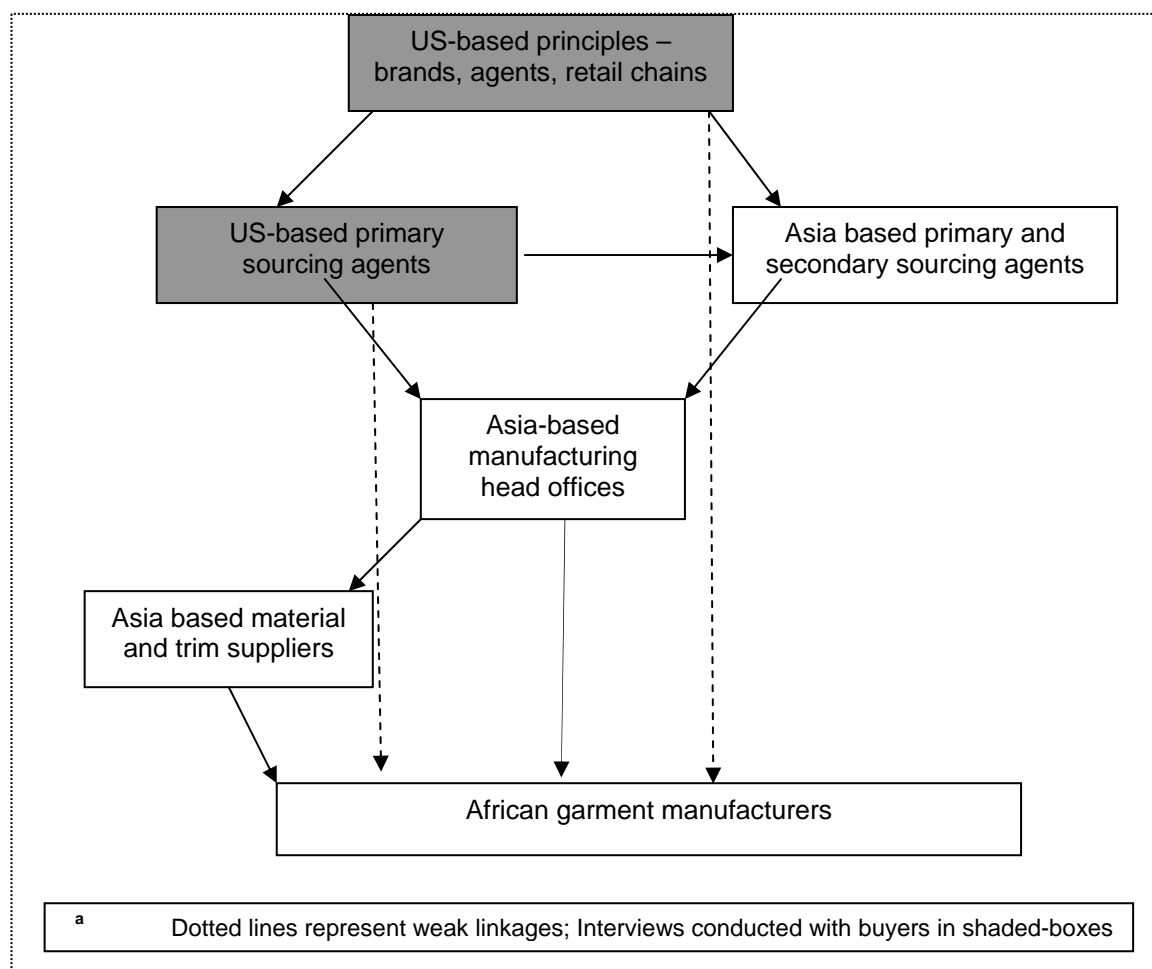 US-based principles –
brands, agents, retail chains
US-based primary
sourcing agents
Asia based primary and
secondary sourcing agents
Asia-based
manufacturing
head offices
Asia based material
and trim suppliers
African garment manufacturers
a Dotted lines represent weak linkages; Interviews conducted with buyers in shaded-boxes